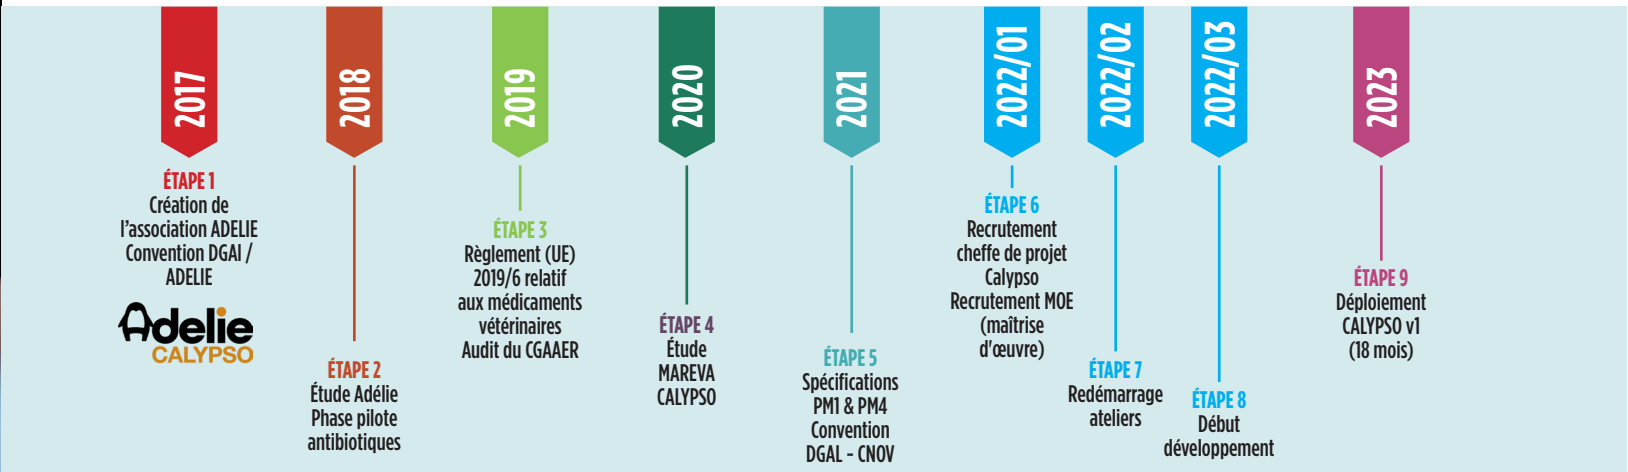 2017
ÉTAPE 1
Création de
l'association ADELIE
Convention DGAI /
ADELIE
Adelie
CALYPSO
2018
ÉTAPE 2
Étude Adélie
Phase pilote
antibiotiques
2019
ÉTAPE 3
Règlement (UE)
2019/6 relatif
aux médicaments
vétérinaires
Audit du CGAAER
2020
ÉTAPE 4
Étude
MAREVA
CALYPSO
2021
ÉTAPE 5
Spécifications
PM1 & PM4
Convention
DGAL - CNOV
2022/01
ÉTAPE 6
Recrutement
cheffe de projet
Calypso
Recrutement MOE
(maîtrise
d'œuvre)
2022/02
ÉTAPE 7
Redémarrage
ateliers
2022/03
ÉTAPE 8
Début
développement
2023
ÉTAPE 9
Déploiement
CALYPSO v1
(18 mois)